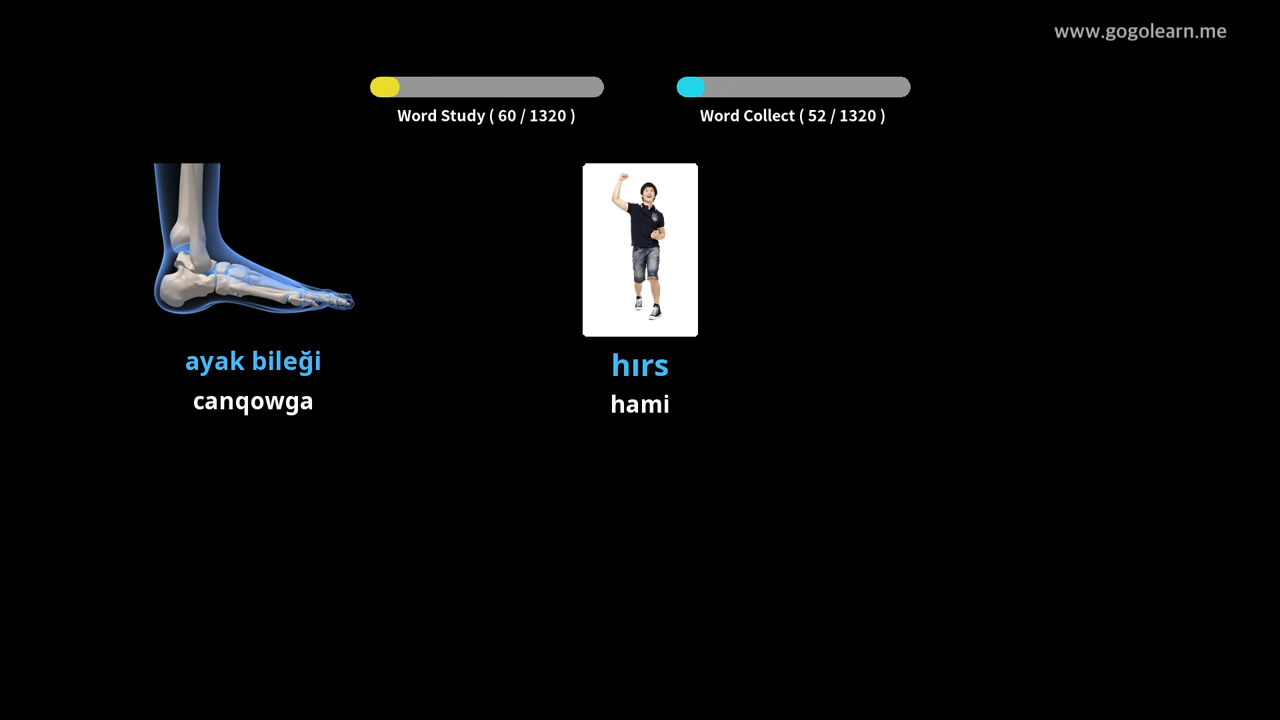 www.gogolearn.me
Word Study ( 60 / 1320 )
Word Collect ( 52 / 1320 )
ayak bileği
canqowga
hırs
hami